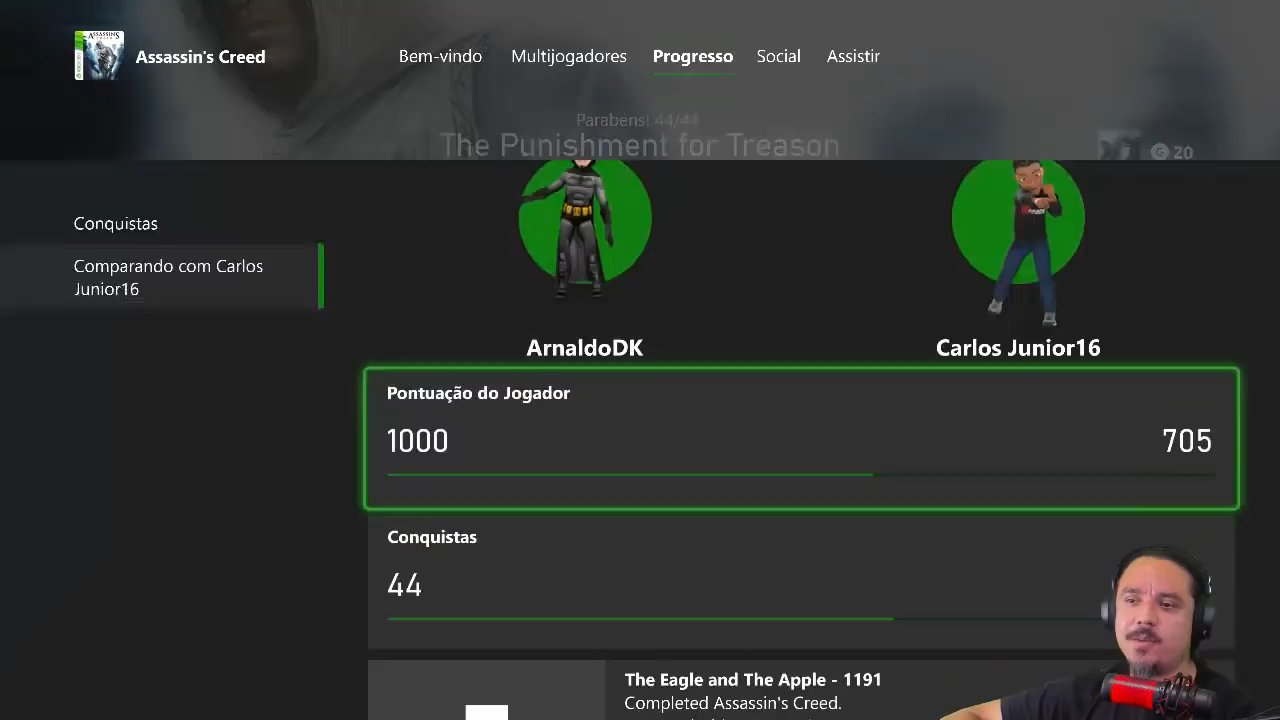 Assassin's Creed
Bem-vindo
Multijogadores
Progresso
Social
Assistir
Parabéns! 44/44
The Punishment for Treason
G 20
Conquistas
Comparando com Carlos
Junior16
ArnaldoDK
Carlos Junior16
Pontuação do Jogador
1000
705
Conquistas
44
The Eagle and The Apple - 1191
Completed Assassin's Creed.